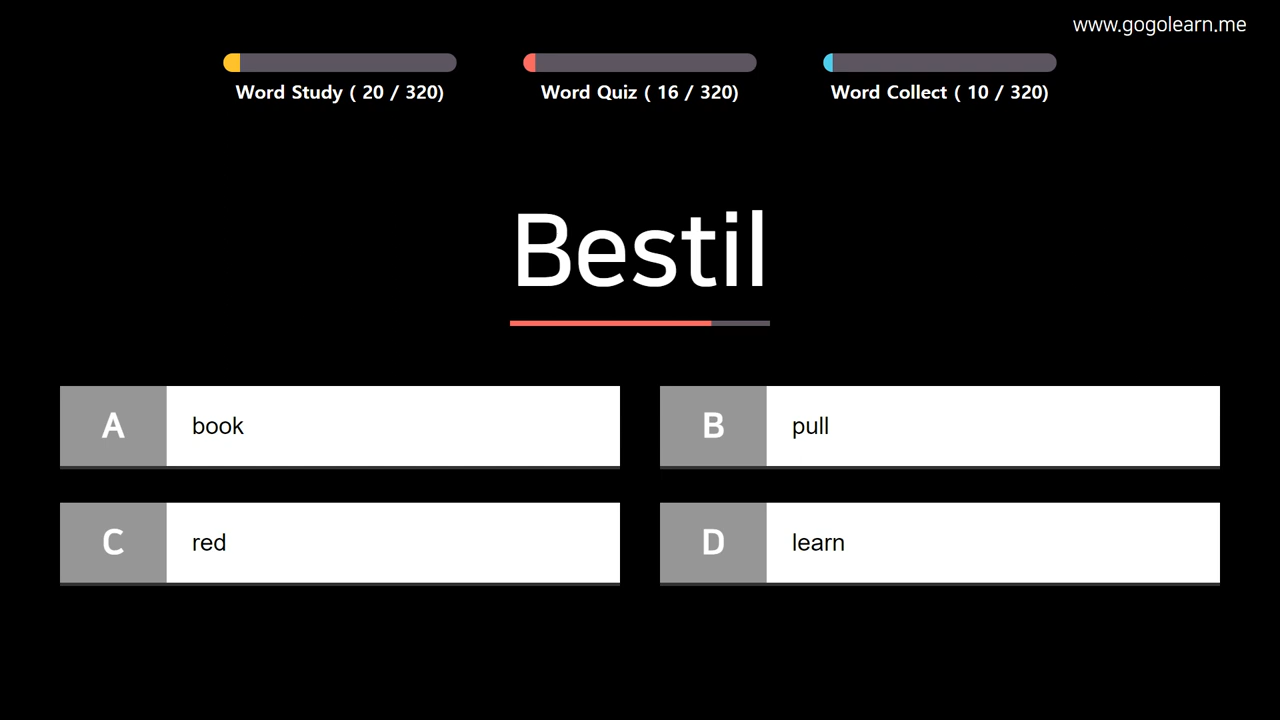 www.gogolearn.me
Word Study ( 20 / 320)
Word Quiz ( 16 / 320)
Word Collect ( 10 / 320)
Bestil
A book
B pull
C red
D learn